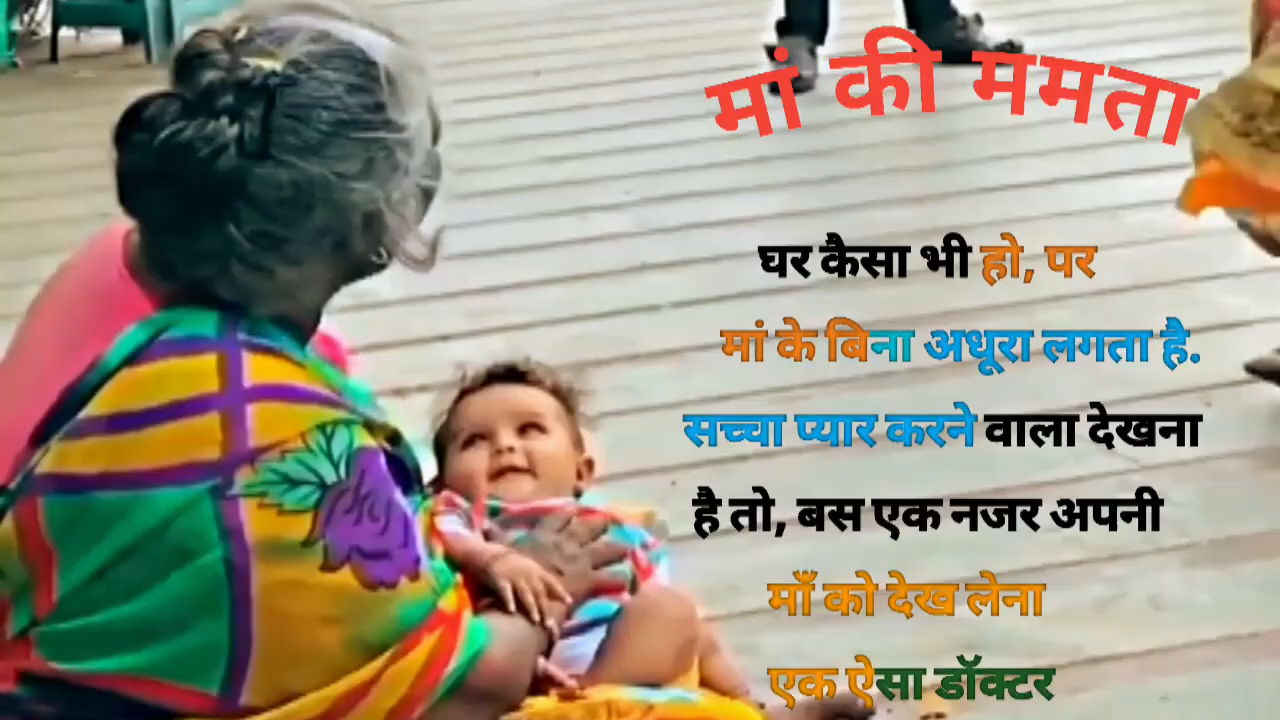 मां की ममता
घर कैसा भी हो, पर
मां के बिना अधूरा लगता है.
सच्चा प्यार करने वाला देखना
है तो, बस एक नजर अपनी
माँ को देख लेना
एक ऐसा डॉक्टर